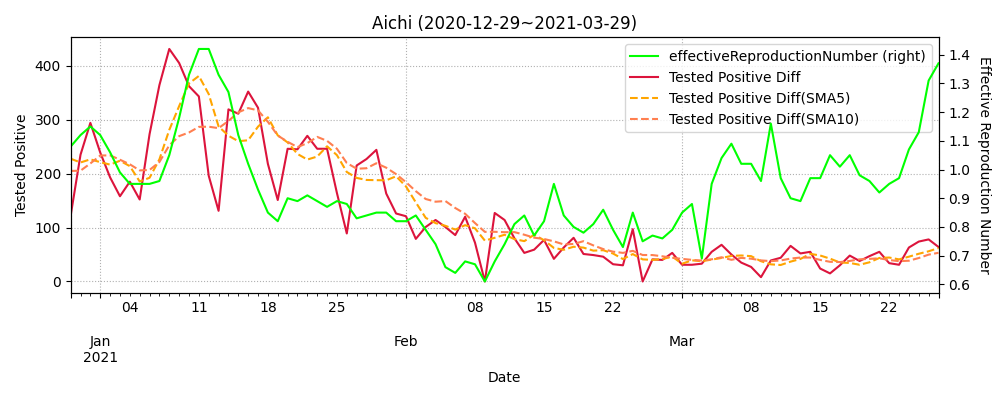 Aichi (2020-12-29~2021-03-29)
effectiveReproductionNumber (right)
Tested Positive Diff
Tested Positive Diff(SMA5)
Tested Positive Diff(SMA10)
Tested Positive
400
300
200
100
0
Effective Reproduction Number
1.4
1.3
1.2
1.1
1.0
0.9
0.8
0.7
0.6
04 11 18 25 08 15 22 08 15 22
Jan Feb Mar
2021
Date